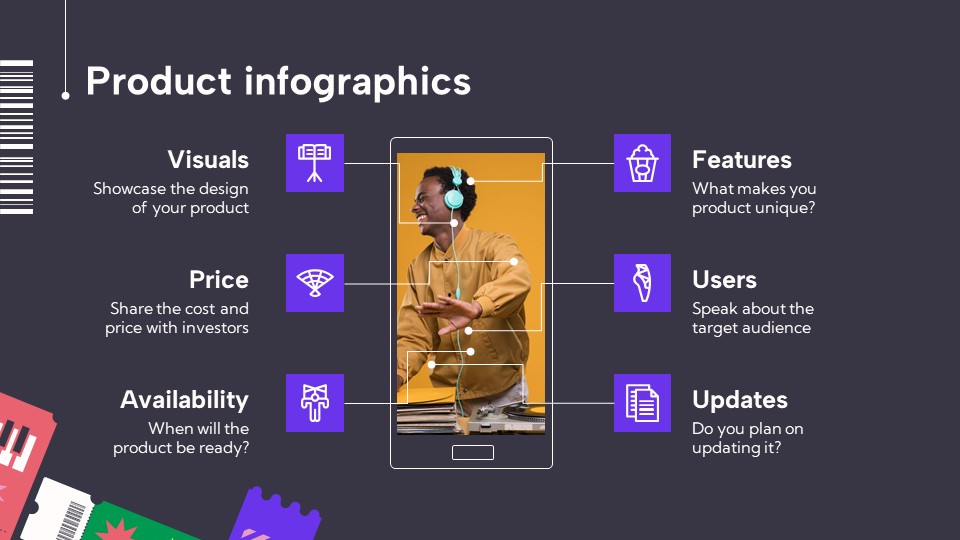 Product infographics
Visuals
Showcase the design
of your product
Price
Share the cost and
price with investors
Availability
When will the
product be ready?
Features
What makes you
product unique?
Users
Speak about the
target audience
Updates
Do you plan on
updating it?